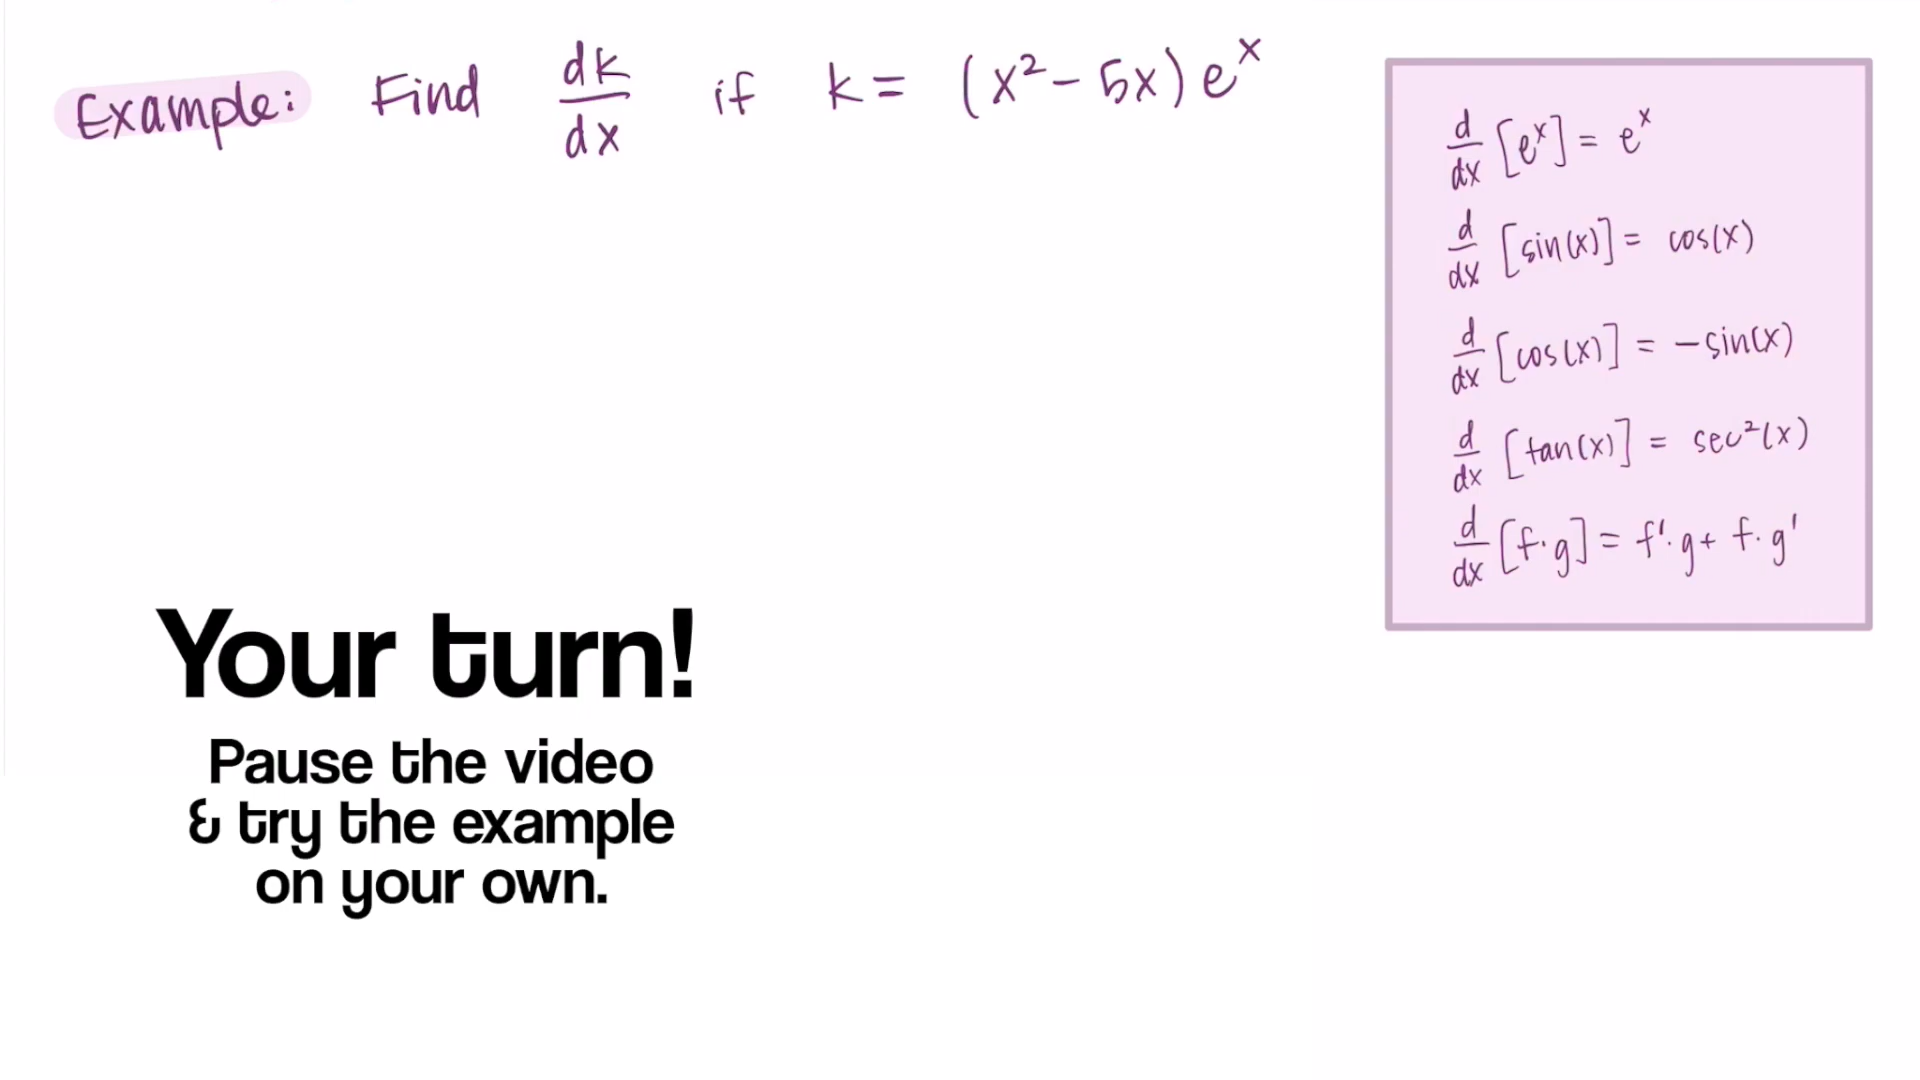 Example: Find dk/dx if k = (x² - 5x) eˣ
d/dx [eˣ] = eˣ
d/dx [sin(x)] = cos(x)
d/dx [cos(x)] = -sin(x)
d/dx [tan(x)] = sec²(x)
d/dx [f·g] = f'·g + f·g'
Your turn!
Pause the video
& try the example
on your own.